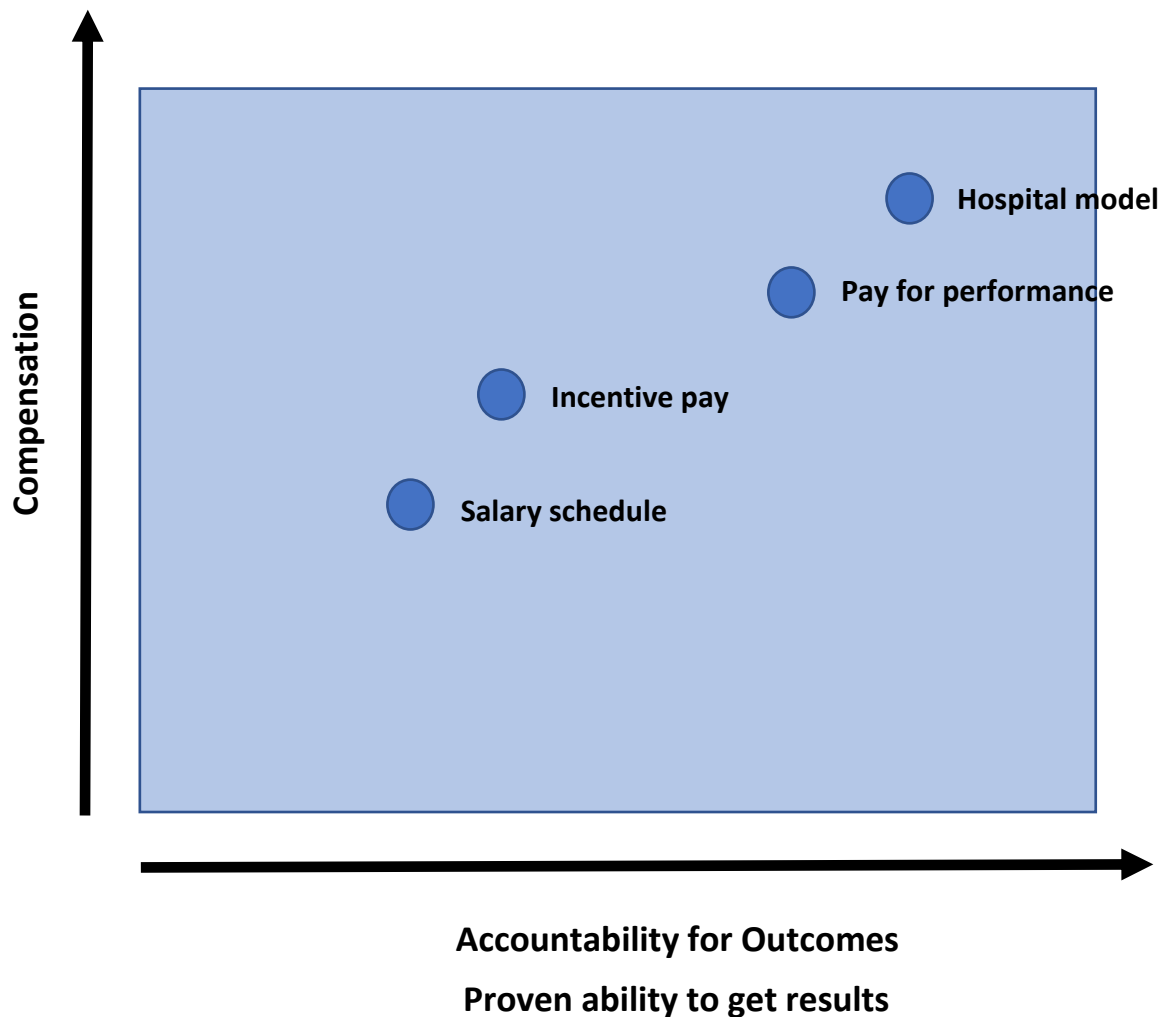 Hospital model
Pay for performance
Incentive pay
Salary schedule
Compensation
Accountability for Outcomes
Proven ability to get results